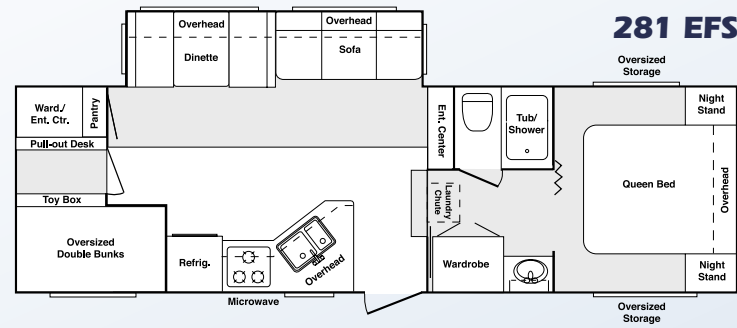 281 EFS
Overhead
Overhead
Dinette
Sofa
Oversized
Storage
Ward./
Ent. Ctr.
Pantry
Pull-out Desk
Toy Box
Oversized
Double Bunks
Refrig.
Microwave
Overhead
Ent. Center
Tub/
Shower
Laundry
Chute
Wardrobe
Night
Stand
Queen Bed
Overhead
Night
Stand
Oversized
Storage